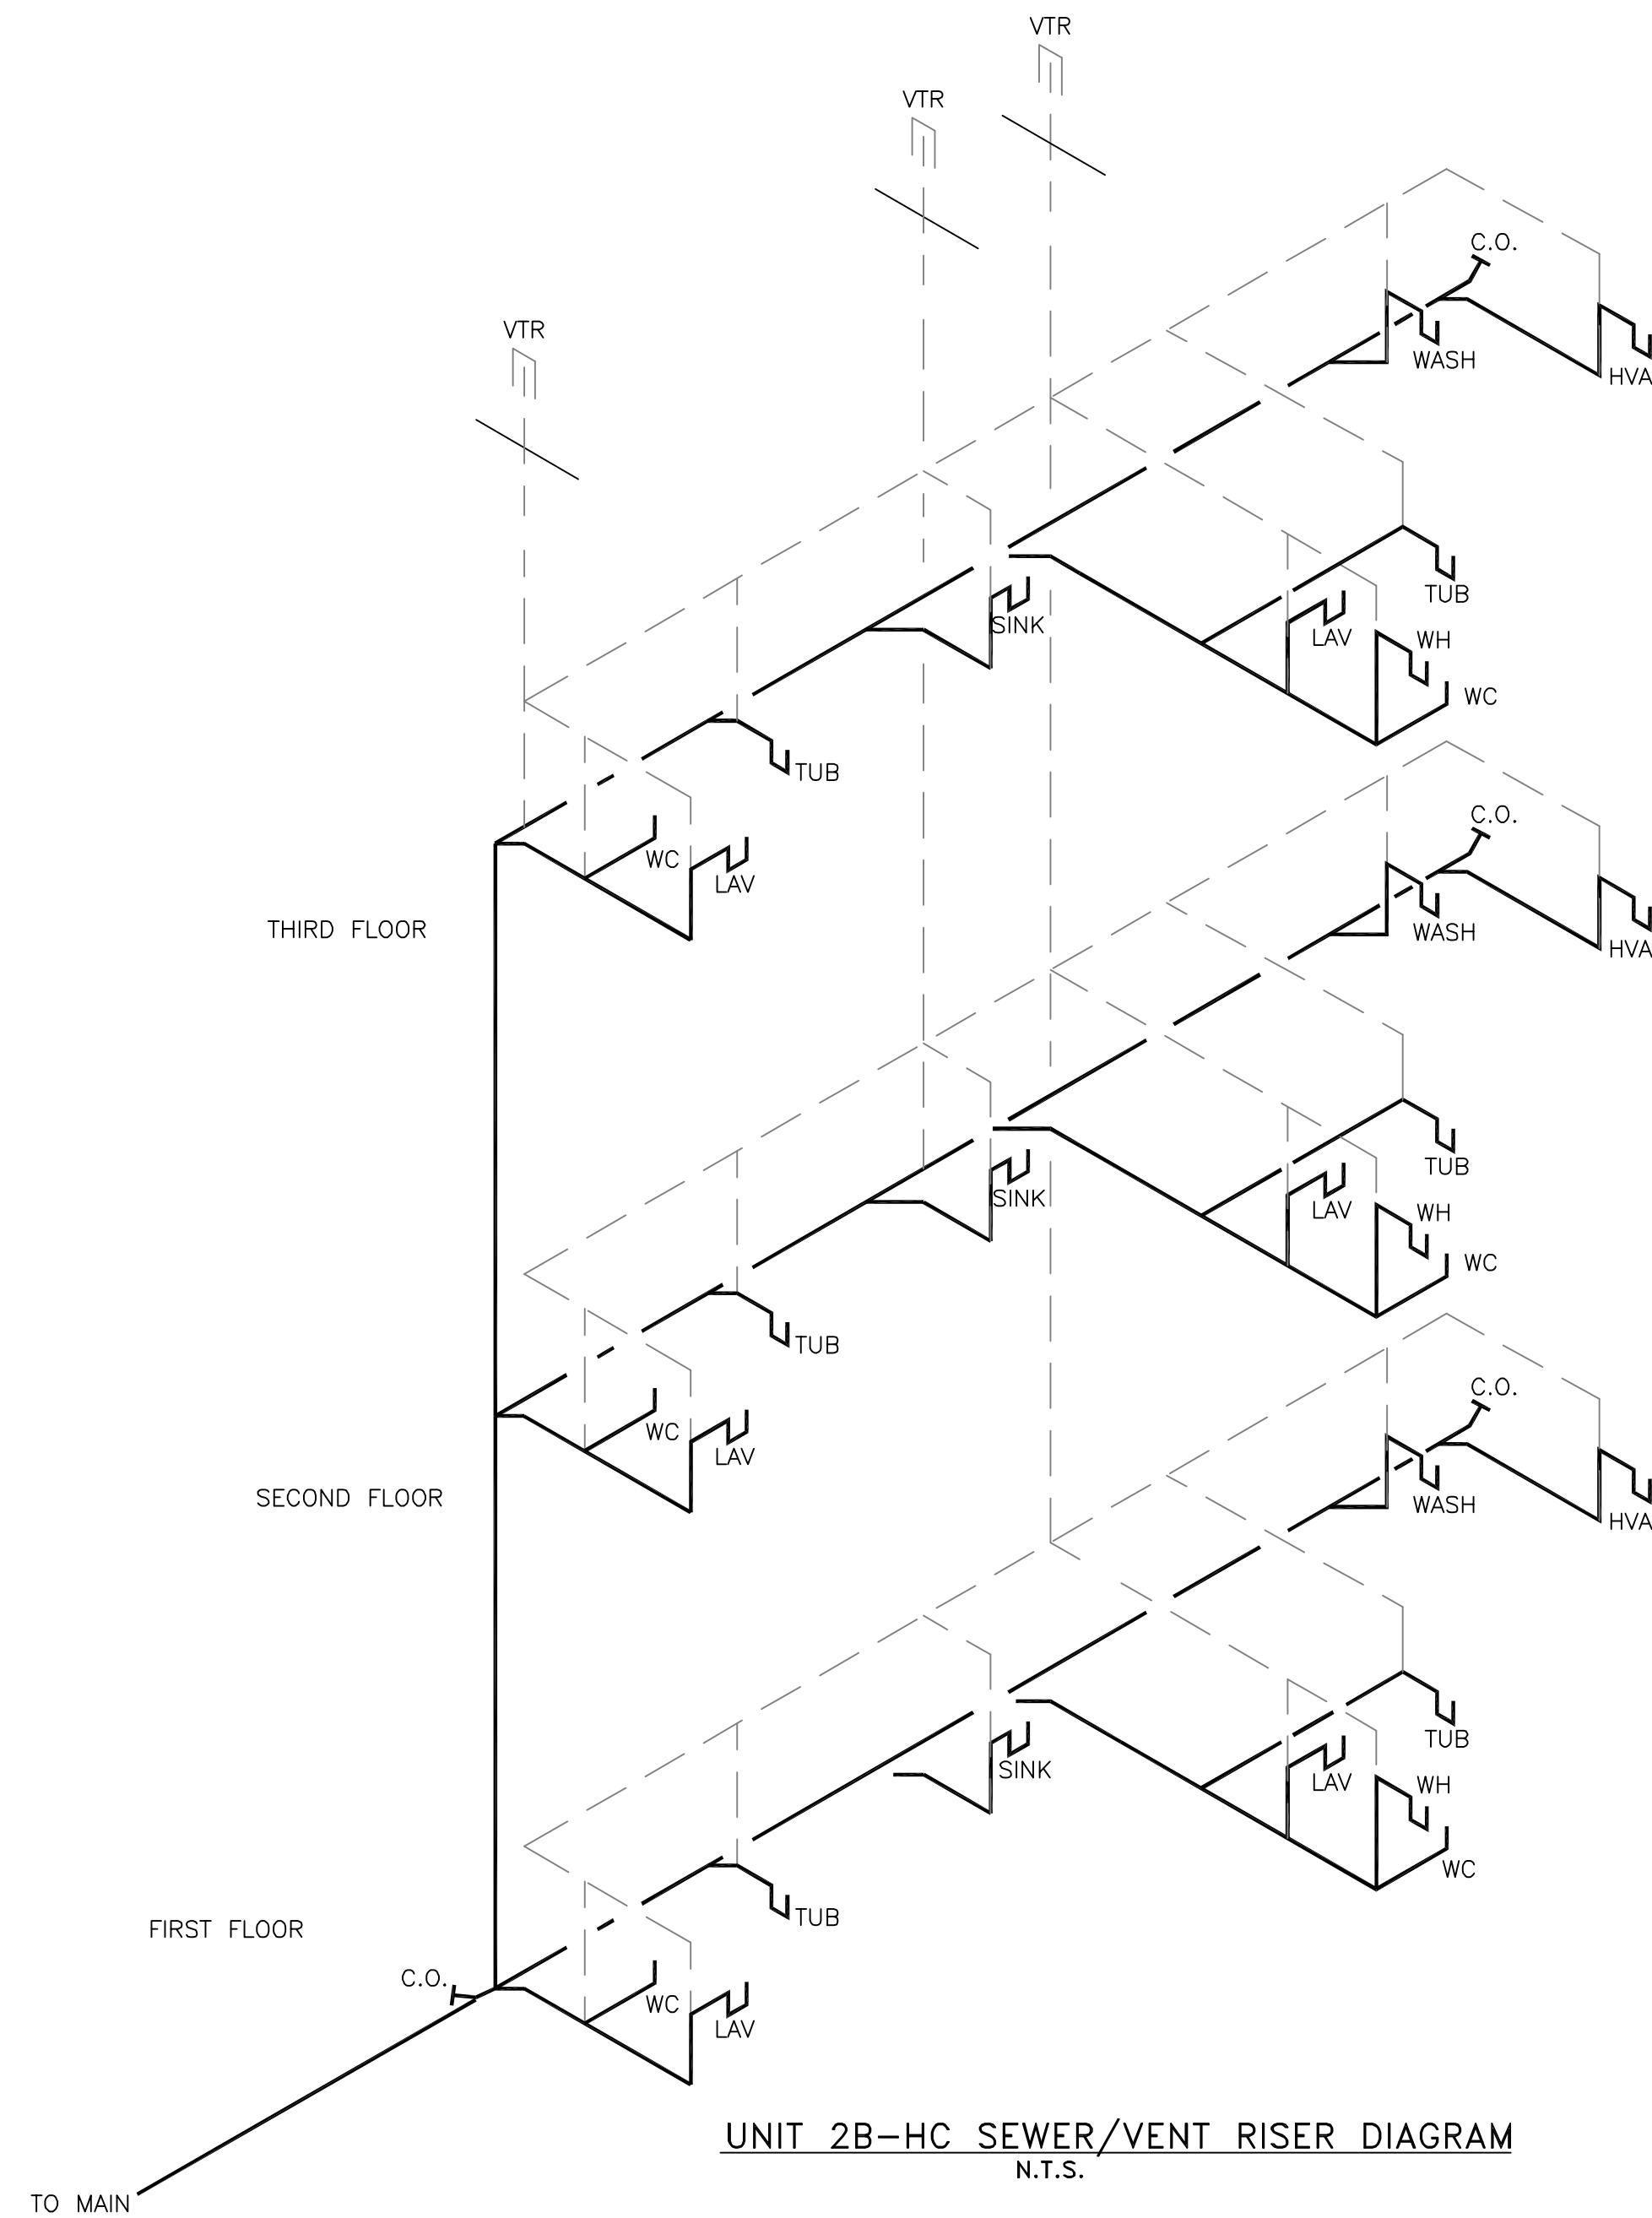 VTR
VTR
VTR
C.O.
WASH
HVA
TUB
SINK
LAV
WH
WC
TUB
WC
LAV
THIRD FLOOR
C.O.
WASH
HVA
TUB
SINK
LAV
WH
WC
TUB
WC
LAV
SECOND FLOOR
C.O.
WASH
HVA
TUB
SINK
LAV
WH
WC
TUB
FIRST FLOOR
C.O.
WC
LAV
UNIT 2B-HC SEWER/VENT RISER DIAGRAM
N.T.S.
TO MAIN